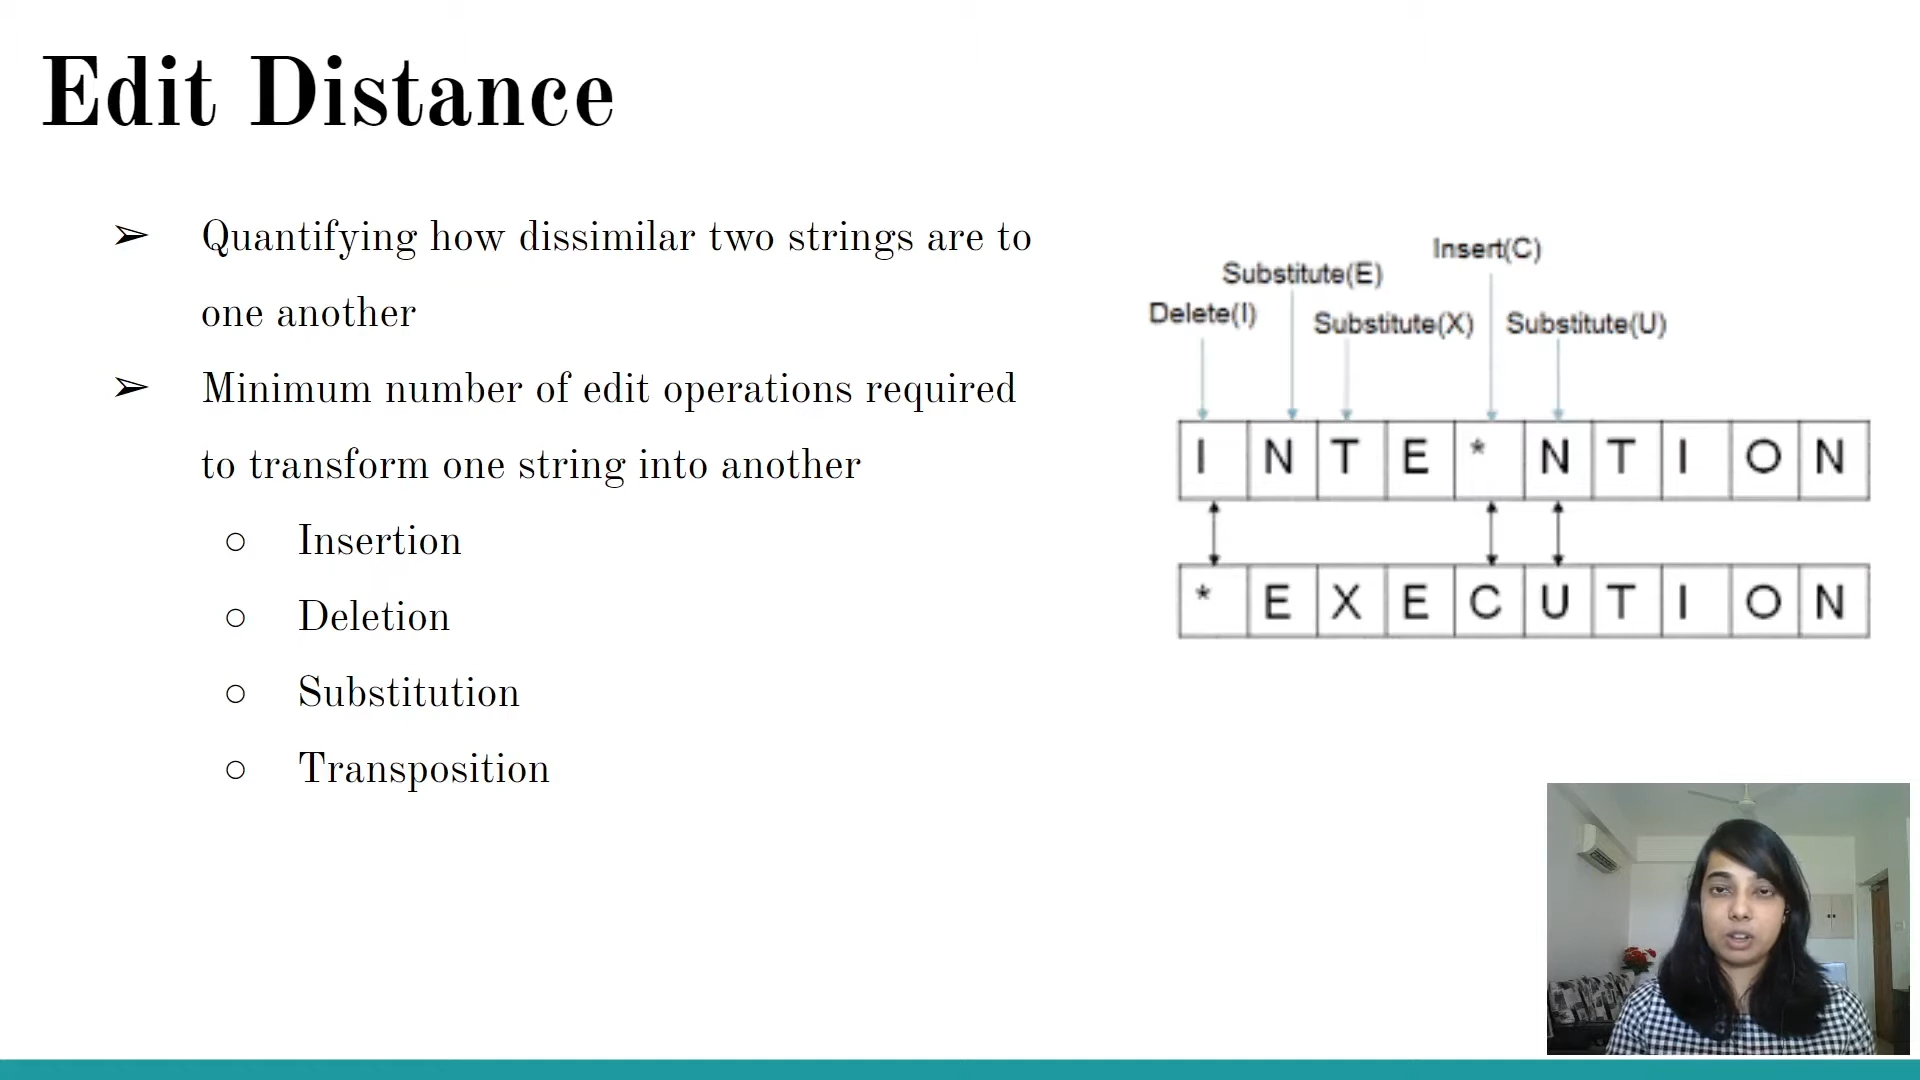 Edit Distance
➢ Quantifying how dissimilar two strings are to
one another
➢ Minimum number of edit operations required
to transform one string into another
○ Insertion
○ Deletion
○ Substitution
○ Transposition
Insert(C)
Substitute(E)
Delete(I)
Substitute(X)
Substitute(U)
I N T E * N T I O N
* E X E C U T I O N